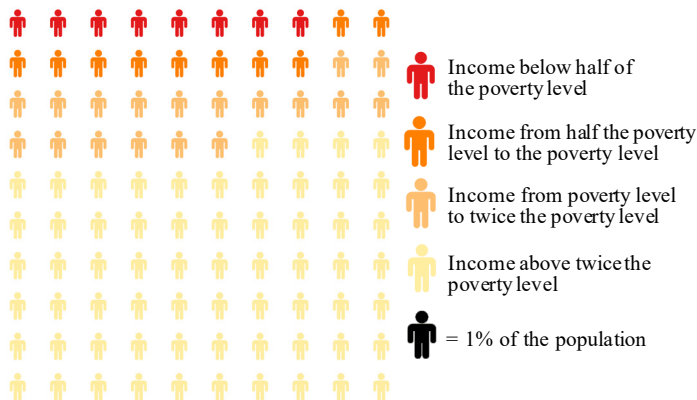 Income below half of
the poverty level
Income from half the poverty
level to the poverty level
Income from poverty level
to twice the poverty level
Income above twice the
poverty level
= 1% of the population